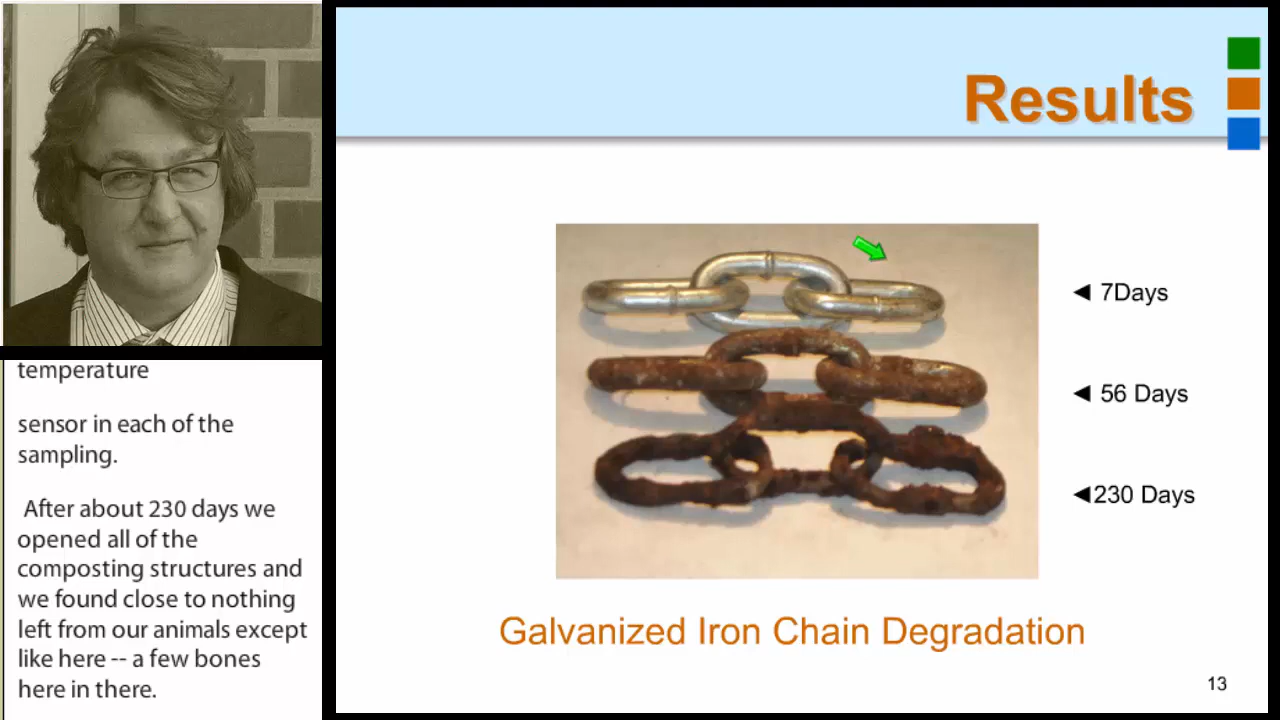 temperature
sensor in each of the
sampling.
After about 230 days we
opened all of the
composting structures and
we found close to nothing
left from our animals except
like here -- a few bones
here in there.
Results
◄ 7Days
◄ 56 Days
◄230 Days
Galvanized Iron Chain Degradation
13